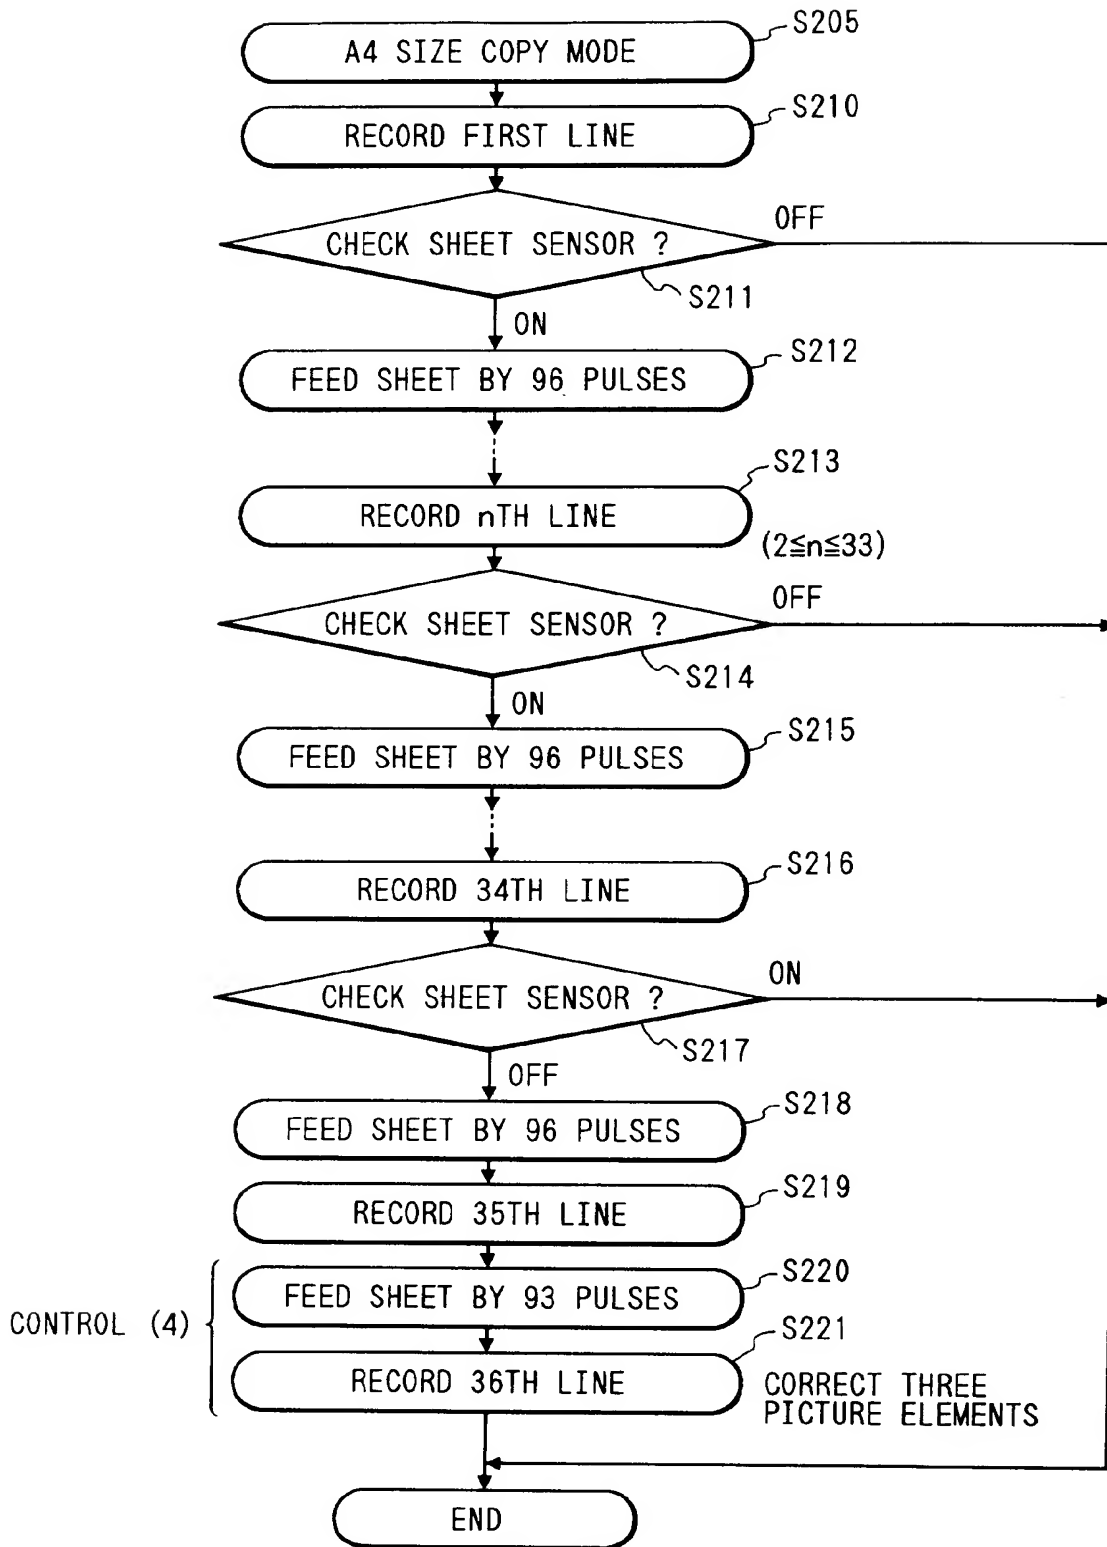 S205
A4 SIZE COPY MODE
S210
RECORD FIRST LINE
OFF
CHECK SHEET SENSOR ?
S211
ON
S212
FEED SHEET BY 96 PULSES
S213
RECORD nTH LINE
(2≦n≦33)
OFF
CHECK SHEET SENSOR ?
S214
ON
S215
FEED SHEET BY 96 PULSES
S216
RECORD 34TH LINE
ON
CHECK SHEET SENSOR ?
S217
OFF
S218
FEED SHEET BY 96 PULSES
S219
RECORD 35TH LINE
S220
FEED SHEET BY 93 PULSES
CONTROL (4)
S221
RECORD 36TH LINE
CORRECT THREE
PICTURE ELEMENTS
END